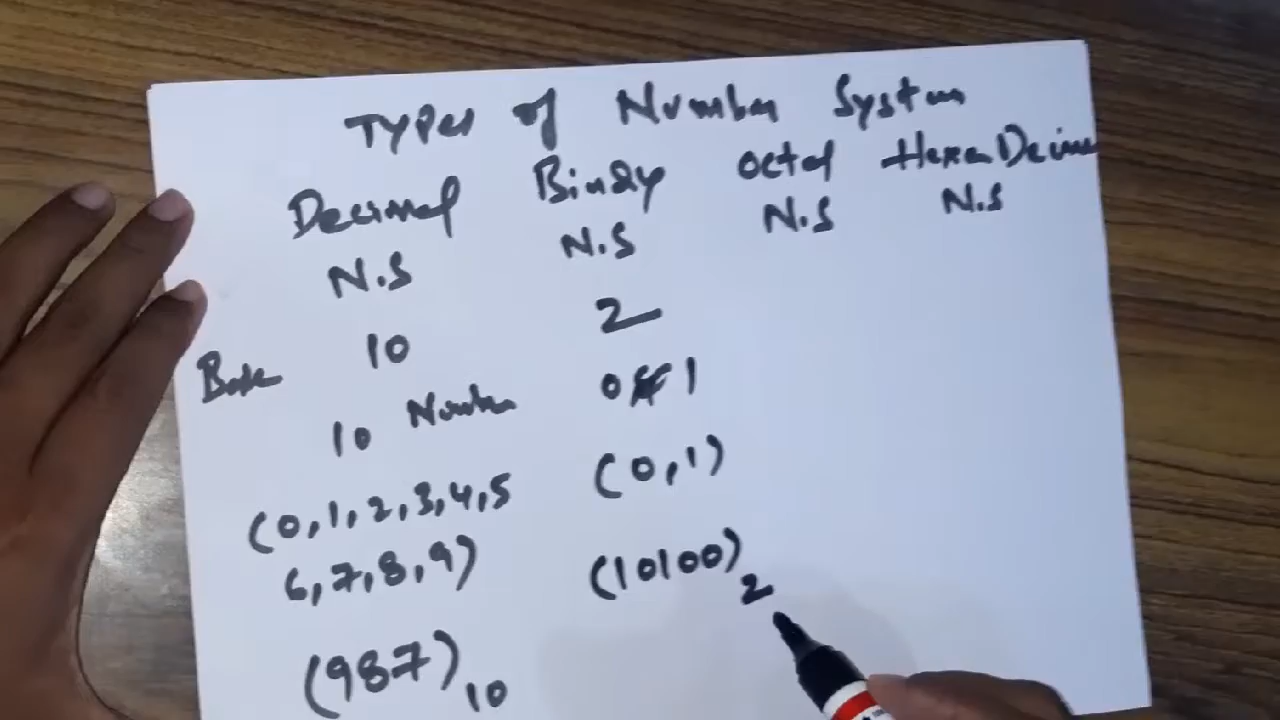 Types of Number System
Decimal Binary Octal HexaDecim
N.S N.S N.S N.S
10 2
Base
10 Number 0 1
(0,1,2,3,4,5 (0,1)
6,7,8,9) (10100)2
(987)10